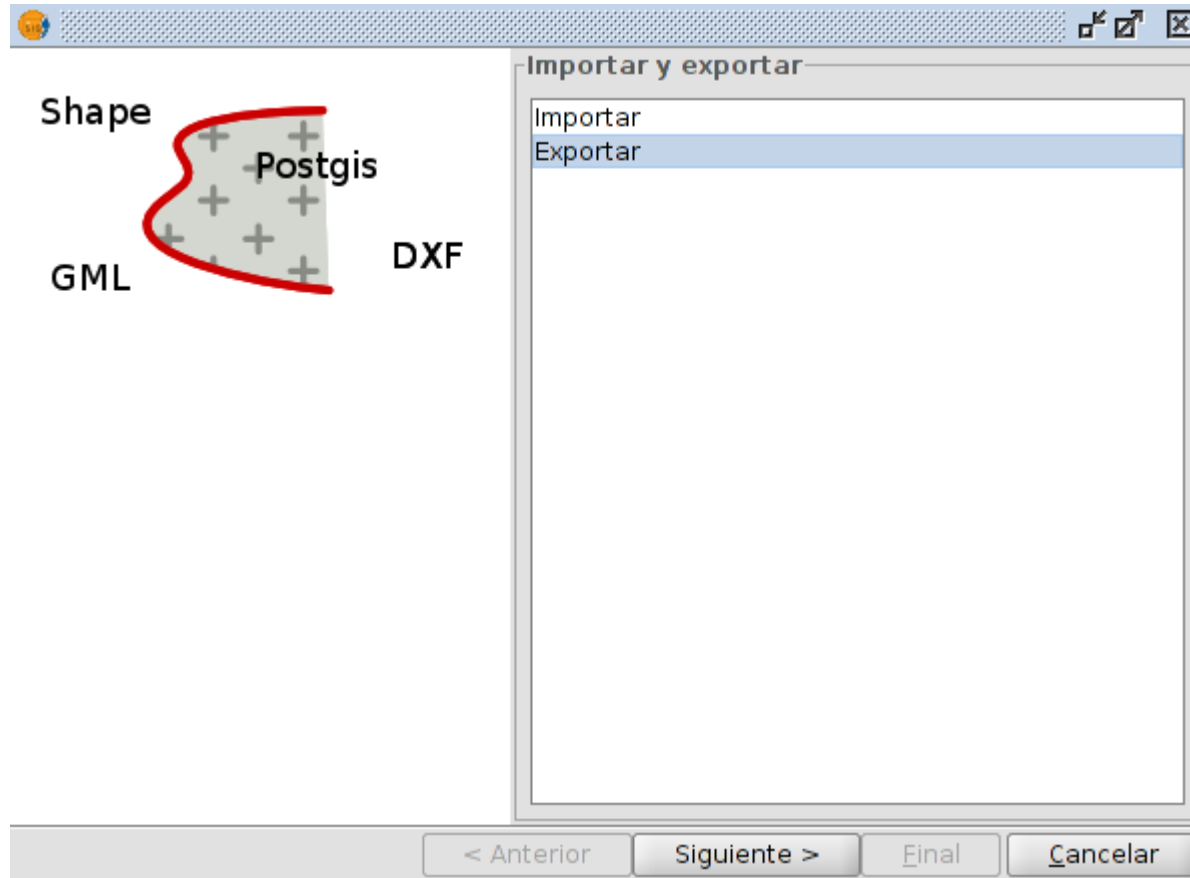 Shape
Postgis
DXF
GML
Importar y exportar
Importar
Exportar
< Anterior
Siguiente >
Final
Cancelar